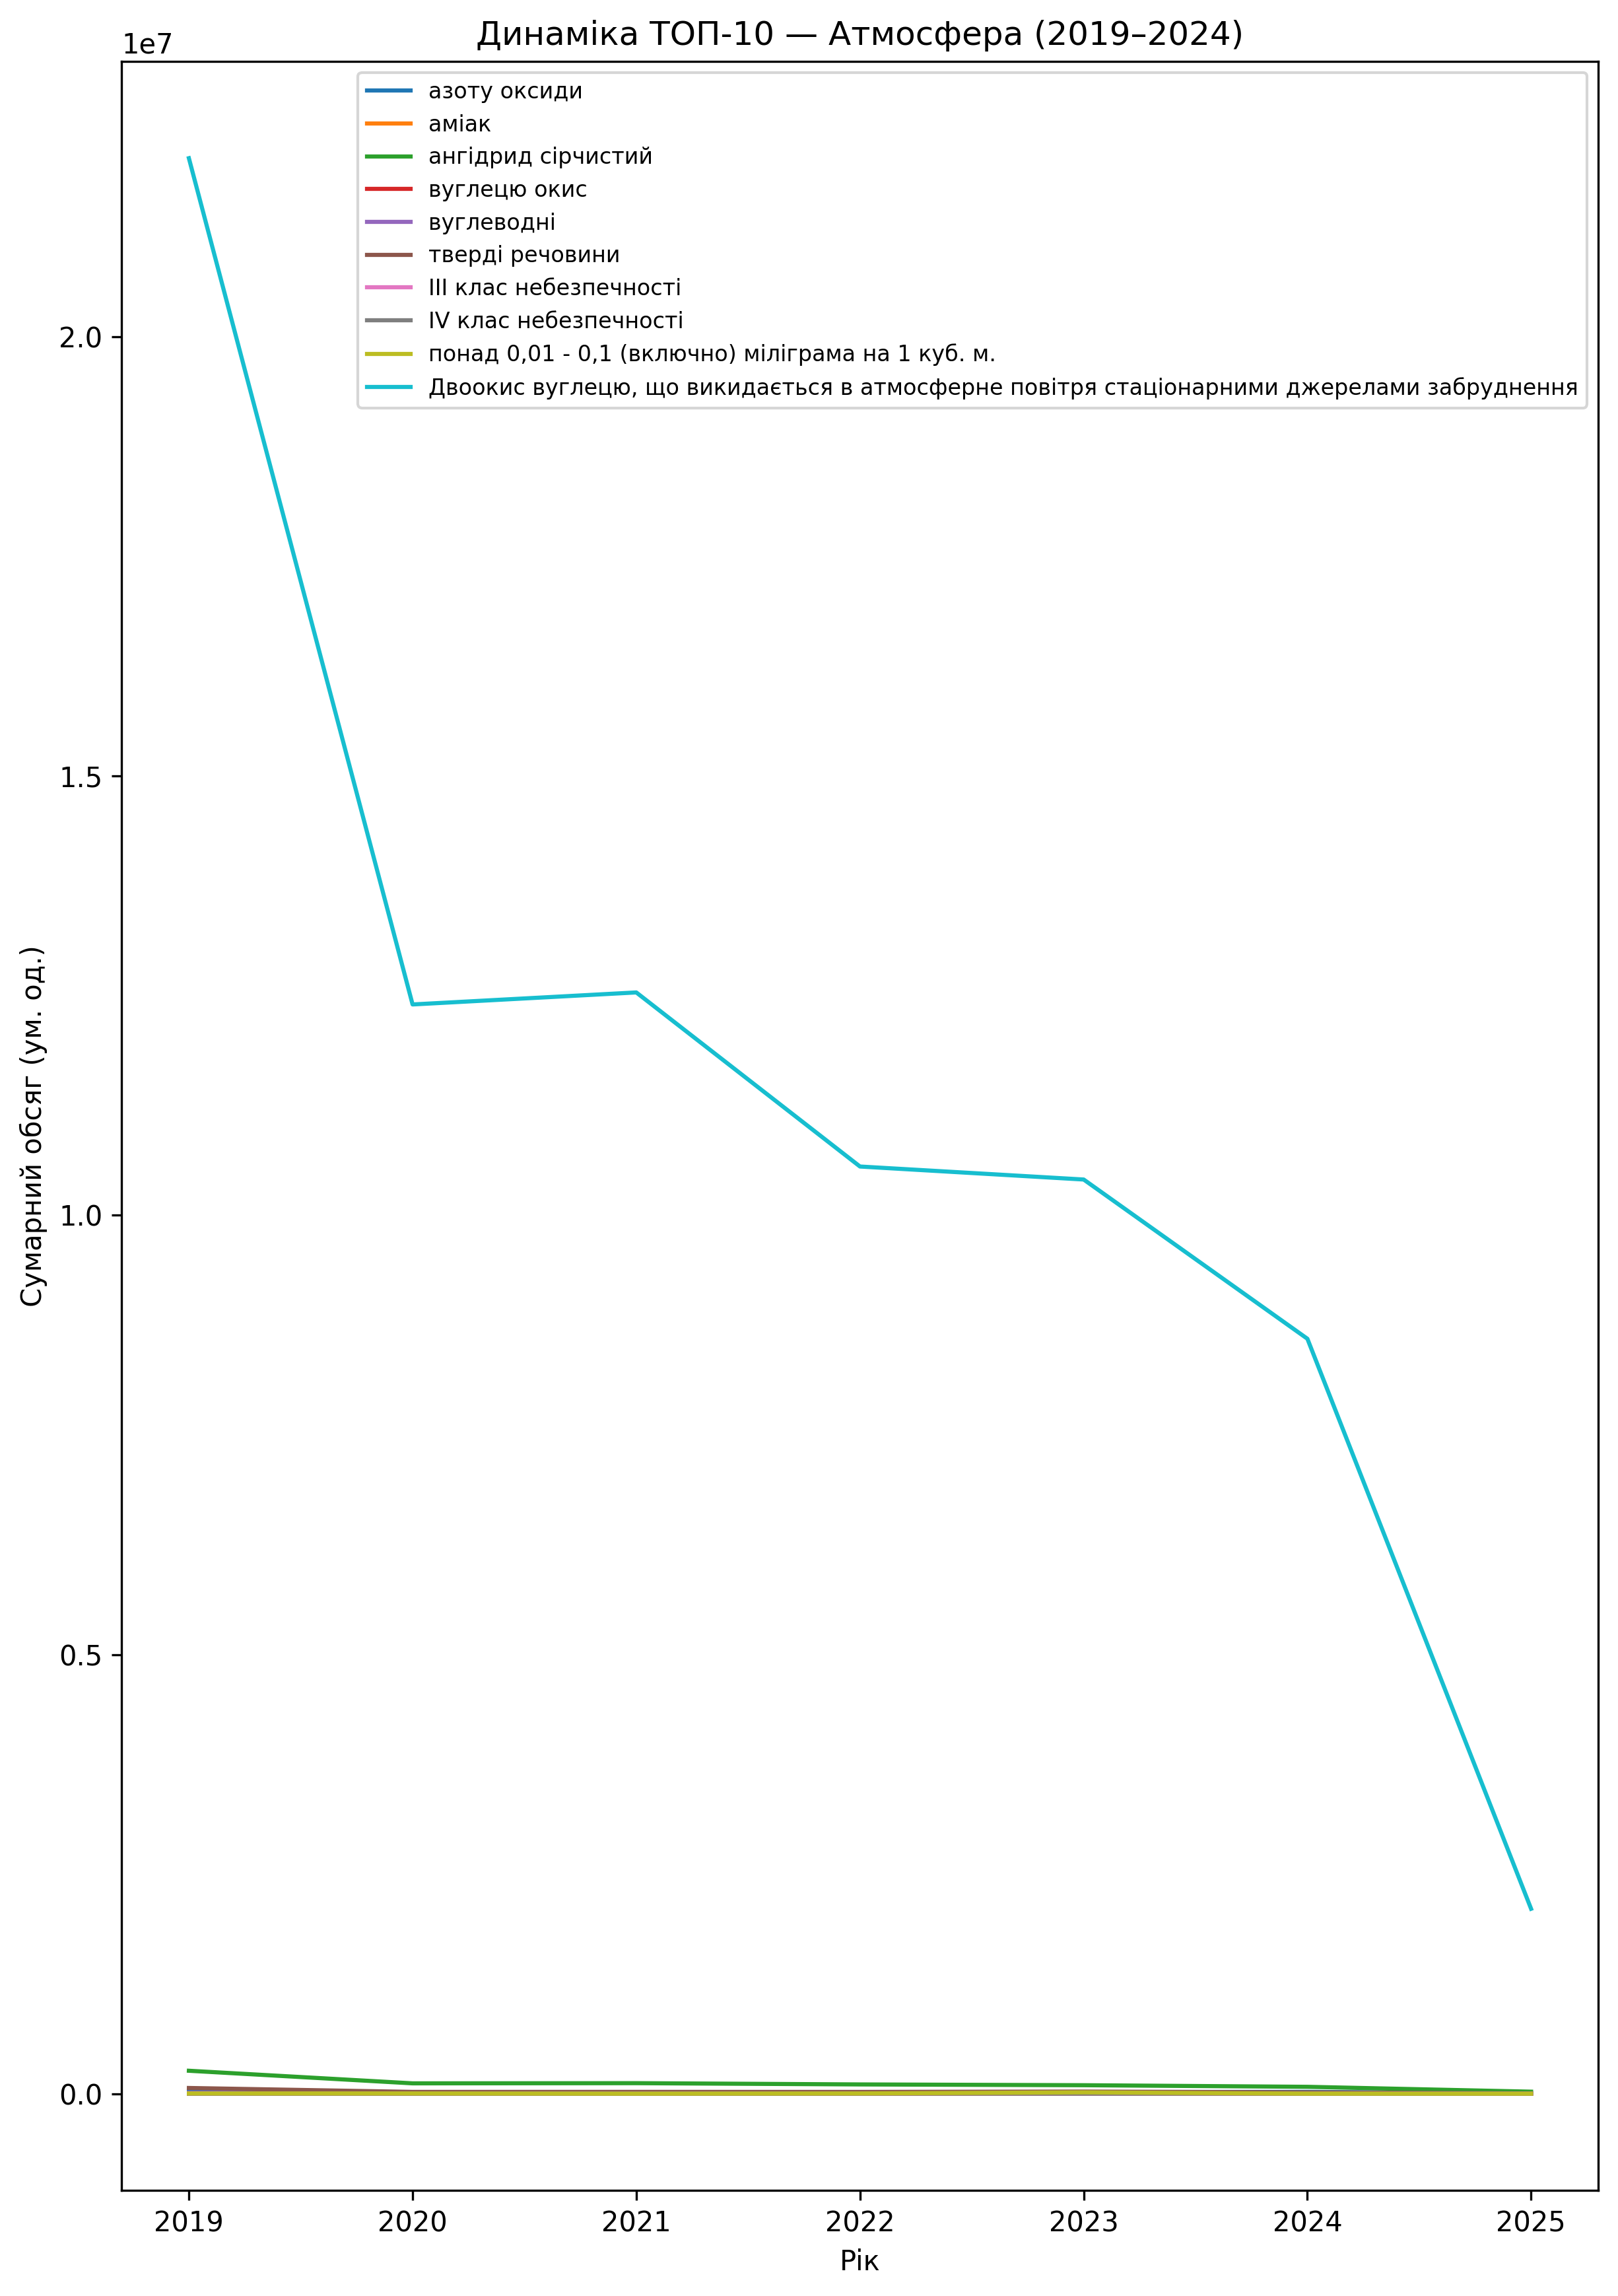 Динаміка ТОП-10 — Атмосфера (2019–2024)
1e7
азоту оксиди
аміак
ангідрид сірчистий
вуглецю окис
вуглеводні
тверді речовини
III клас небезпечності
IV клас небезпечності
понад 0,01 - 0,1 (включно) міліграма на 1 куб. м.
Двоокис вуглецю, що викидається в атмосферне повітря стаціонарними джерелами забруднення
2.0
1.5
1.0
0.5
0.0
Сумарний обсяг (ум. од.)
2019 2020 2021 2022 2023 2024 2025
Рік